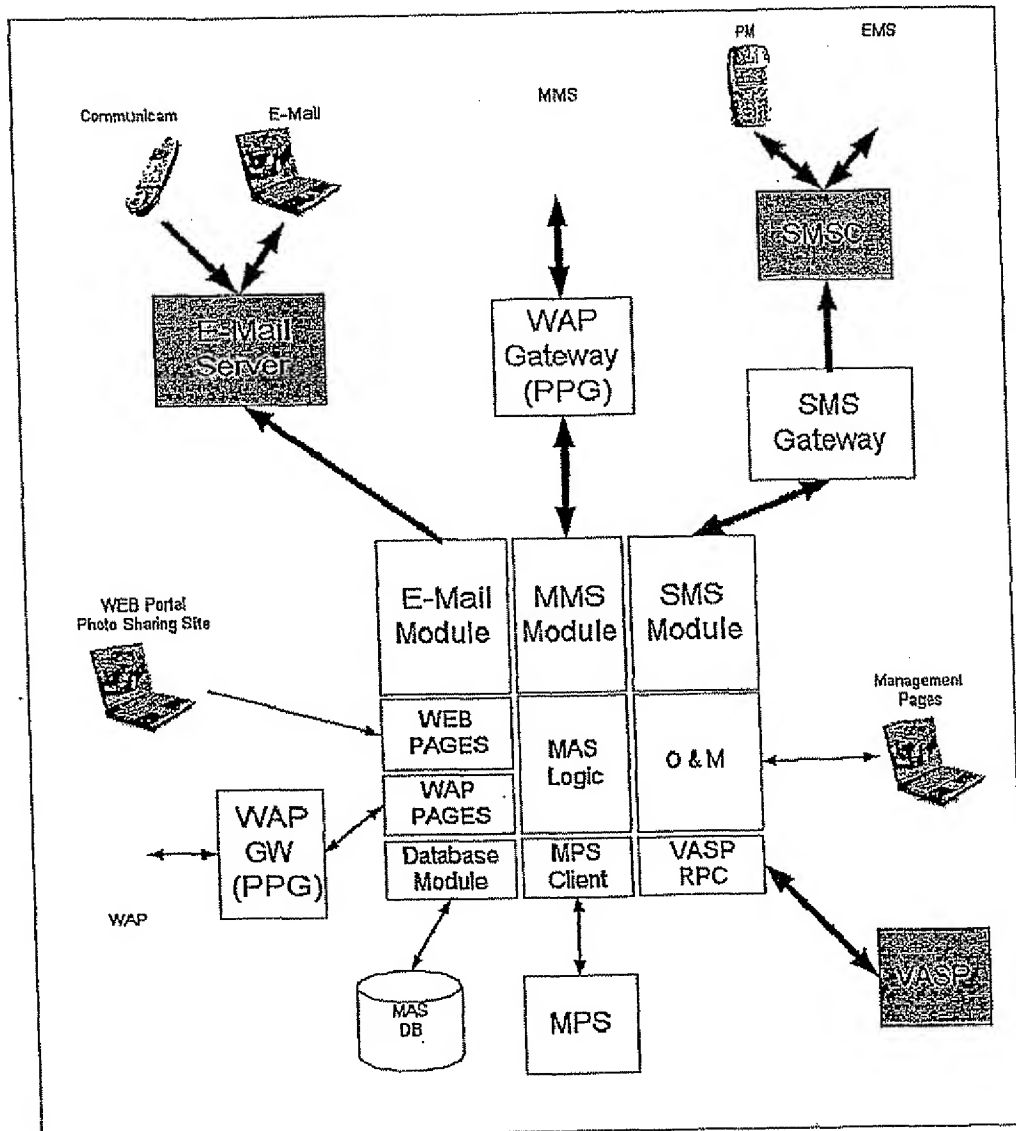 PM
EMS
MMS
Communicam
E-Mail
SMSC
E-Mail
Server
WAP
Gateway
(PPG)
SMS
Gateway
E-Mail
Module
MMS
Module
SMS
Module
WEB Portal
Photo Sharing Site
Management
Pages
WEB
PAGES
MAS
Logic
O & M
WAP
PAGES
WAP
GW
(PPG)
Database
Module
MPS
Client
VASP
RPC
WAP
MAS
DB
MPS
VASP